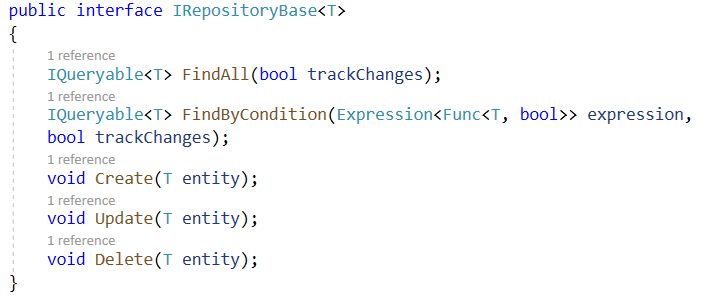 public interface IRepositoryBase<T>
{
1 reference
IQueryable<T> FindAll(bool trackChanges);
1 reference
IQueryable<T> FindByCondition(Expression<Func<T, bool>> expression,
bool trackChanges);
1 reference
void Create(T entity);
1 reference
void Update(T entity);
1 reference
void Delete(T entity);
}